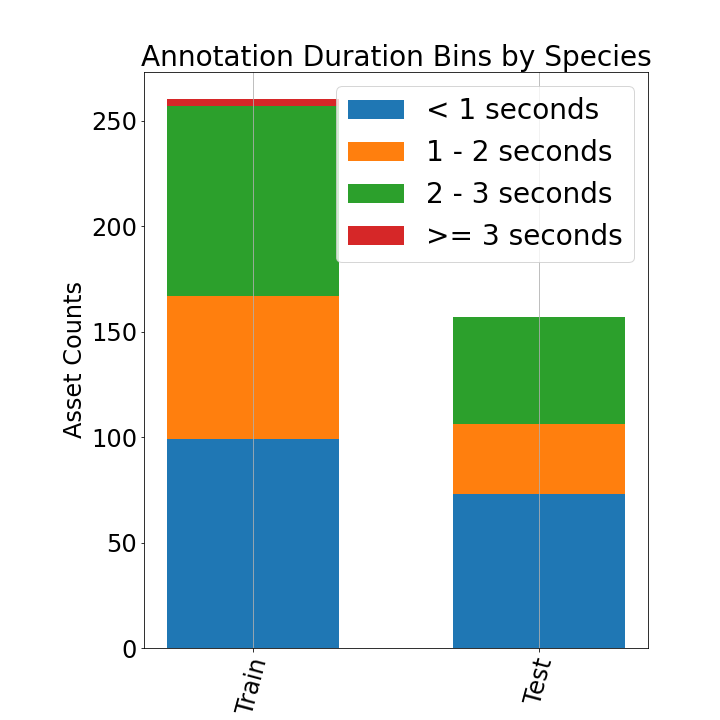 Annotation Duration Bins by Species
< 1 seconds
1 - 2 seconds
2 - 3 seconds
>= 3 seconds
Asset Counts
250
200
150
100
50
0
Train
Test